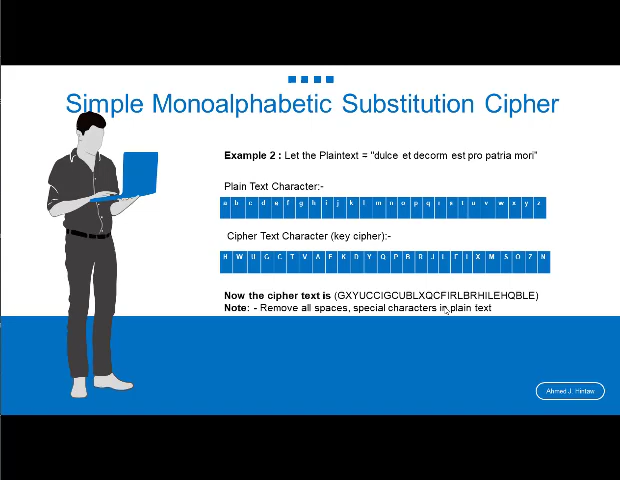 Simple Monoalphabetic Substitution Cipher
Example 2 : Let the Plaintext = "dulce et decorm est pro patria mori"
Plain Text Character:-
a b c d e f g h i j k l m n o p q r s t u v w x y z
Cipher Text Character (key cipher):-
H W U G C T V A E K D Y Q P B R J L F I X M S O Z N
Now the cipher text is (GXYUCCIGCUBLXQCFIRLBRHILEHQBLE)
Note: - Remove all spaces, special characters in plain text
Ahmed J. Hintaw